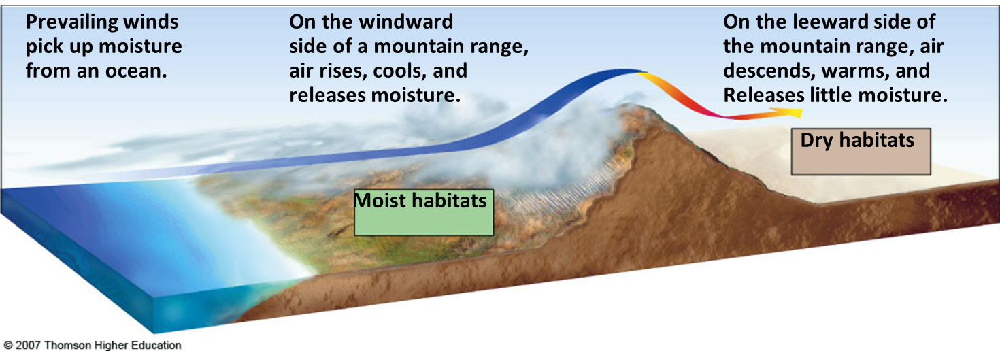 Prevailing winds
pick up moisture
from an ocean.
On the windward
side of a mountain range,
air rises, cools, and
releases moisture.
On the leeward side of
the mountain range, air
descends, warms, and
Releases little moisture.
Dry habitats
Moist habitats
© 2007 Thomson Higher Education